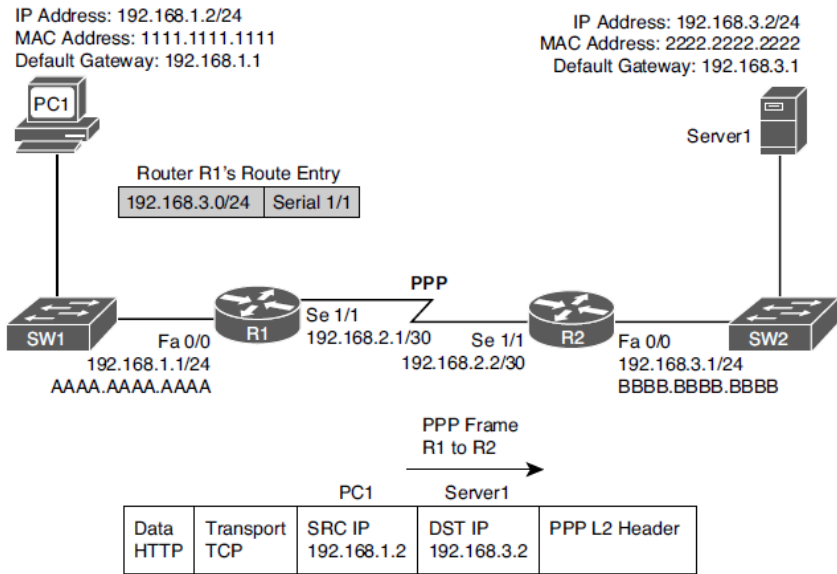 IP Address: 192.168.1.2/24
MAC Address: 1111.1111.1111
Default Gateway: 192.168.1.1
IP Address: 192.168.3.2/24
MAC Address: 2222.2222.2222
Default Gateway: 192.168.3.1
PC1
Server1
Router R1's Route Entry
192.168.3.0/24 Serial 1/1
PPP
SW1
Fa 0/0
192.168.1.1/24
AAAA.AAAA.AAAA
R1
Se 1/1
192.168.2.1/30
Se 1/1
192.168.2.2/30
R2
Fa 0/0
192.168.3.1/24
BBBB.BBBB.BBBB
SW2
PPP Frame
R1 to R2
PC1 Server1
Data Transport SRC IP DST IP PPP L2 Header
HTTP TCP 192.168.1.2 192.168.3.2